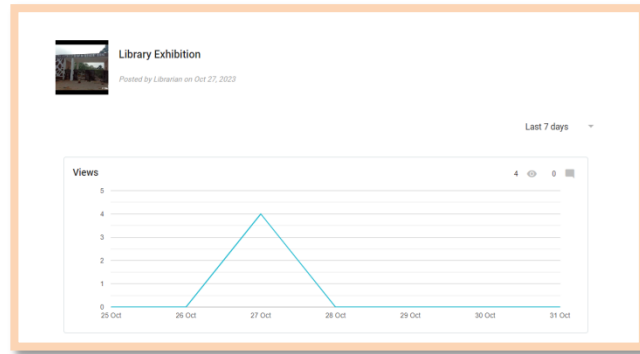 Library Exhibition
Posted by Librarian on Oct 27, 2023
Last 7 days
Views
4 0
5
4
3
2
1
0
25 Oct 26 Oct 27 Oct 28 Oct 29 Oct 30 Oct 31 Oct